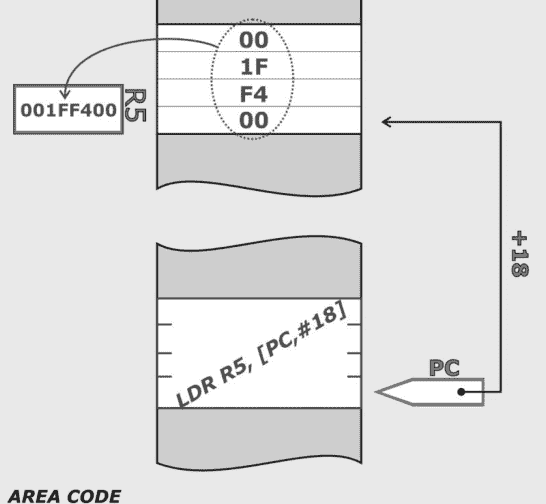 00
1F
F4
00
001FF400
R5
+18
LDR R5, [PC,#18]
PC
AREA CODE